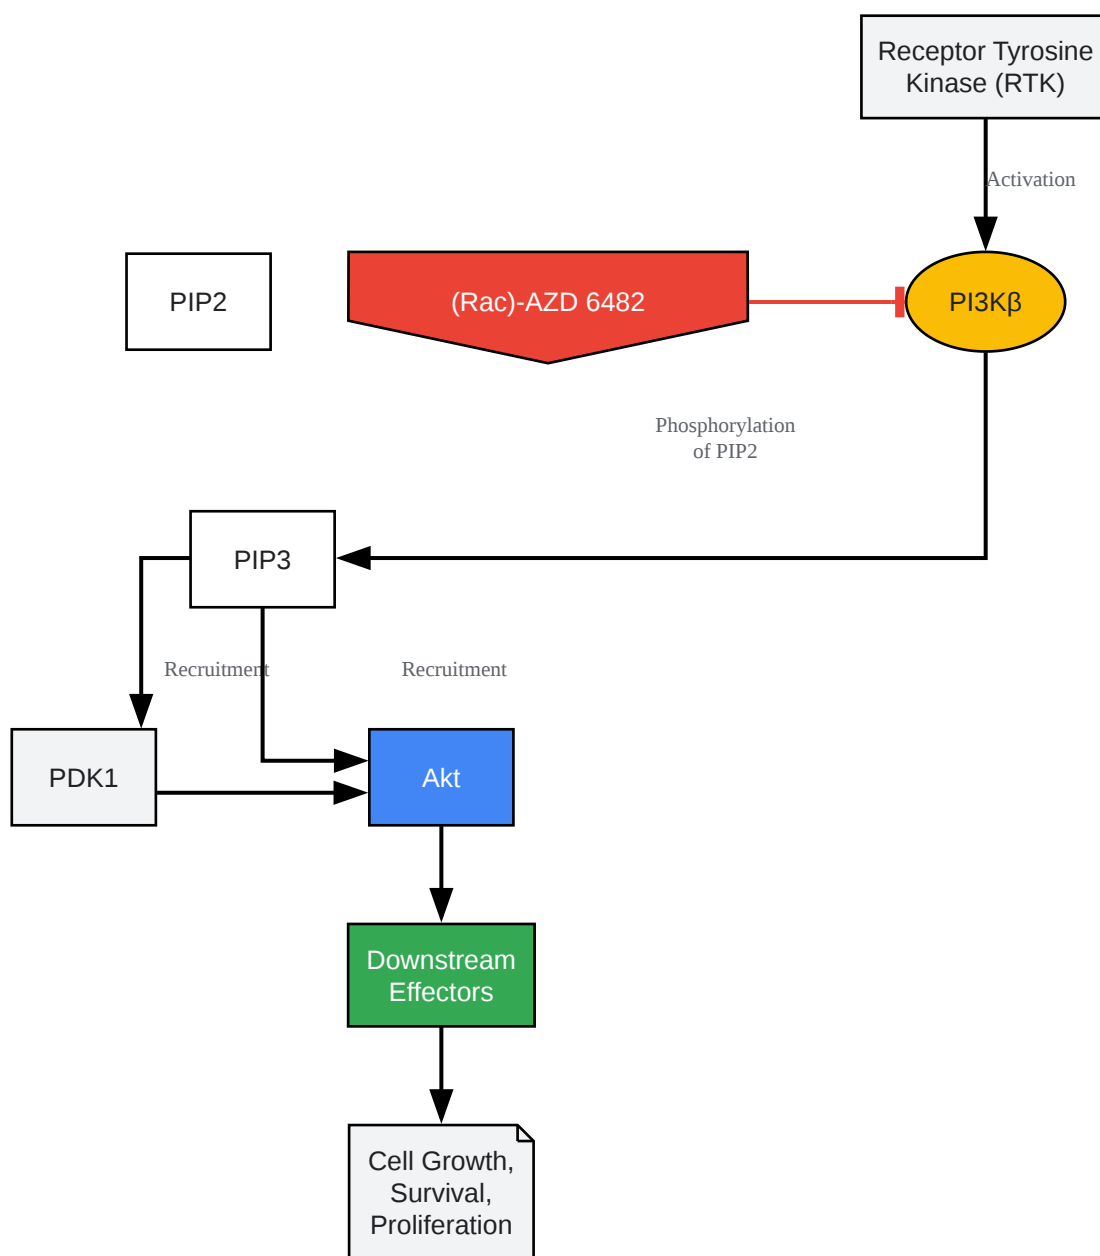 Receptor Tyrosine
Kinase (RTK)
Activation
PIP2
(Rac)-AZD 6482
PI3Kβ
Phosphorylation
of PIP2
PIP3
Recruitment
Recruitment
PDK1
Akt
Downstream
Effectors
Cell Growth,
Survival,
Proliferation